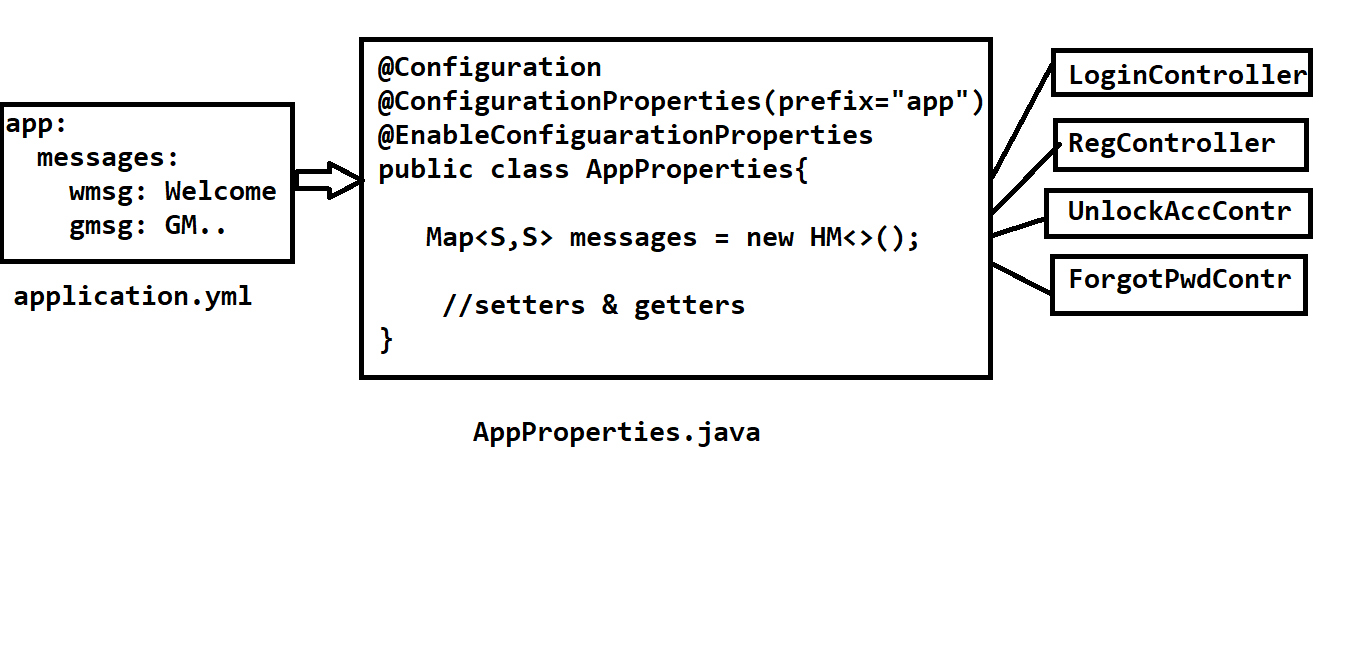 app:
messages:
wmsg: Welcome
gmsg: GM..
application.yml
@Configuration
@ConfigurationProperties(prefix="app")
@EnableConfiguarationProperties
public class AppProperties{
Map<S,S> messages = new HM<>();
//setters & getters
}
AppProperties.java
LoginController
RegController
UnlockAccContr
ForgotPwdContr